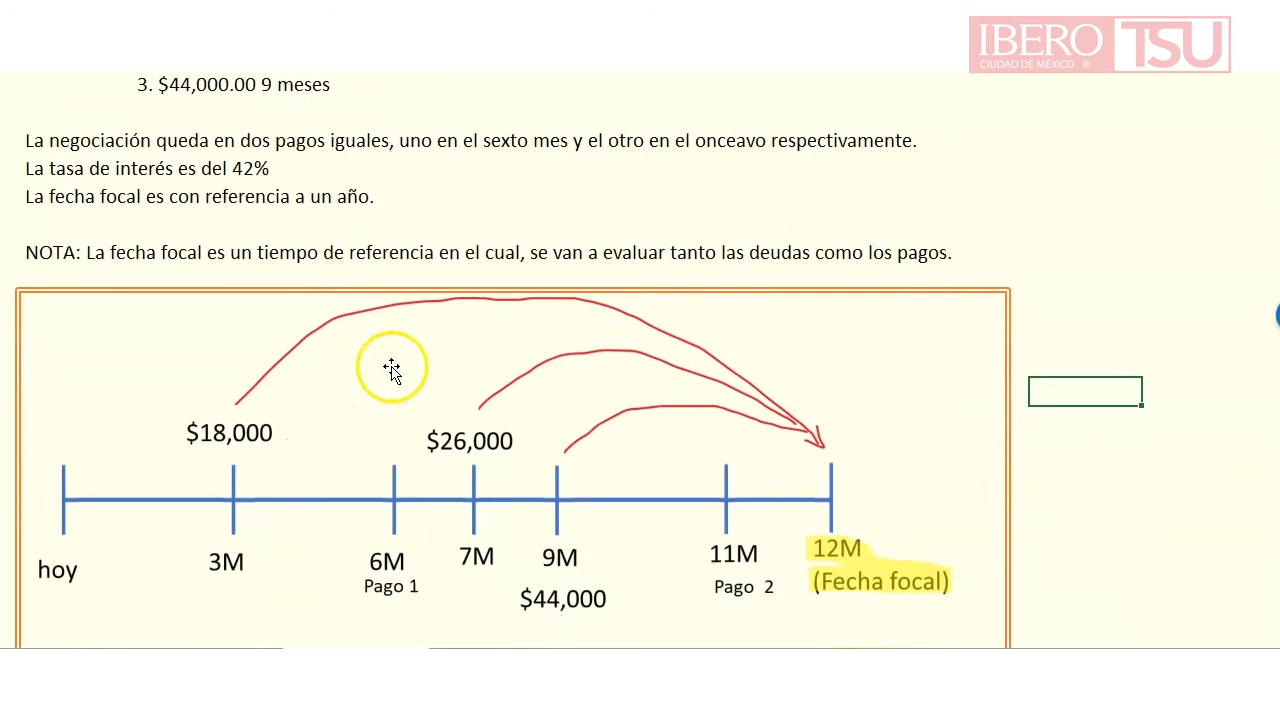 IBERO TSU
CIUDAD DE MÉXICO ®
3. $44,000.00 9 meses
La negociación queda en dos pagos iguales, uno en el sexto mes y el otro en el onceavo respectivamente.
La tasa de interés es del 42%
La fecha focal es con referencia a un año.
NOTA: La fecha focal es un tiempo de referencia en el cual, se van a evaluar tanto las deudas como los pagos.
$18,000
$26,000
hoy
3M
6M
Pago 1
7M
9M
$44,000
11M
Pago 2
12M
(Fecha focal)